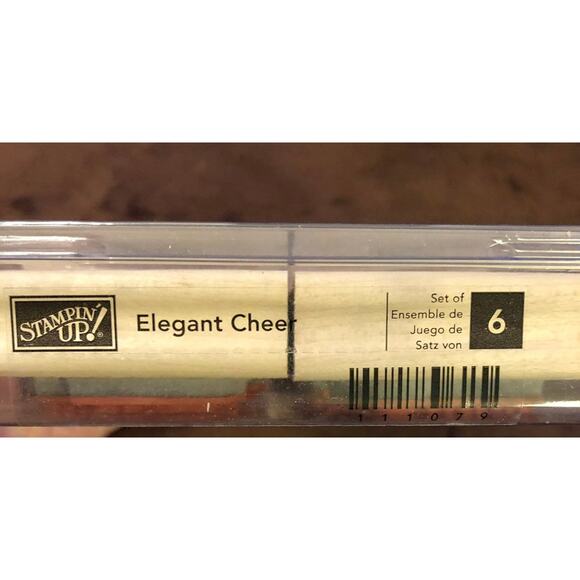 STAMPIN' UP!®
Elegant Cheer
Set of
Ensemble de
Juego de
Satz von
6
111079